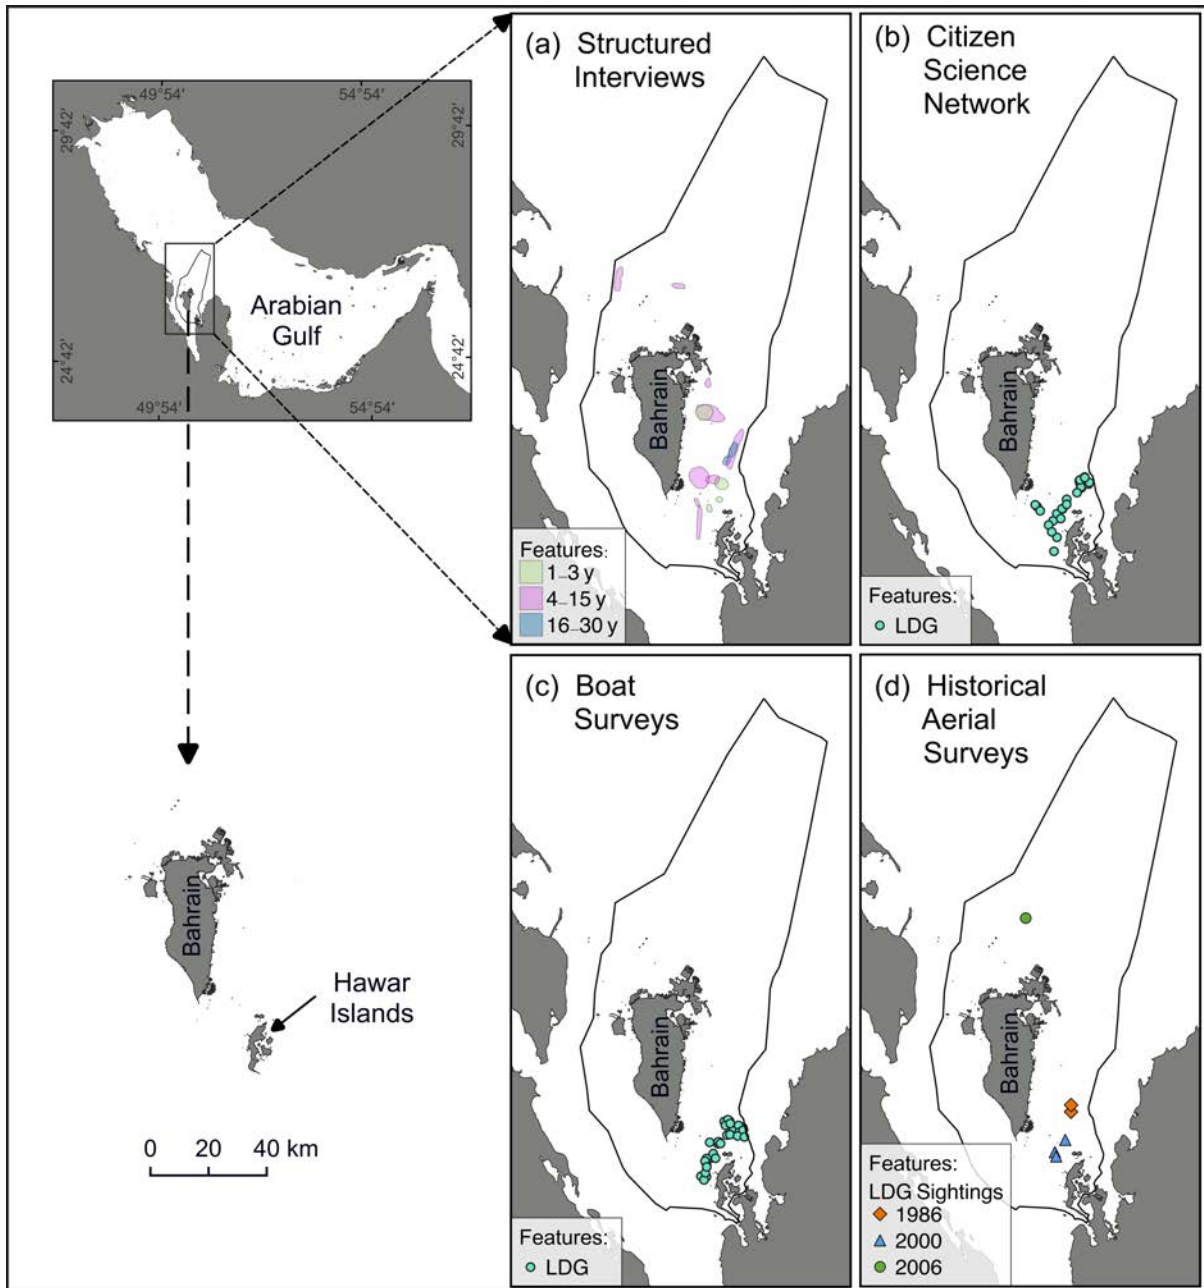 49°54'
54°54'
29°42'
29°42'
Arabian
Gulf
24°42'
24°42'
49°54'
54°54'
Bahrain
Hawar
Islands
0 20 40 km
(a) Structured
Interviews
Bahrain
Features:
1–3 y
4–15 y
16–30 y
(b) Citizen
Science
Network
Bahrain
Features:
LDG
(c) Boat
Surveys
Bahrain
Features:
LDG
(d) Historical
Aerial
Surveys
Bahrain
Features:
LDG Sightings
1986
2000
2006